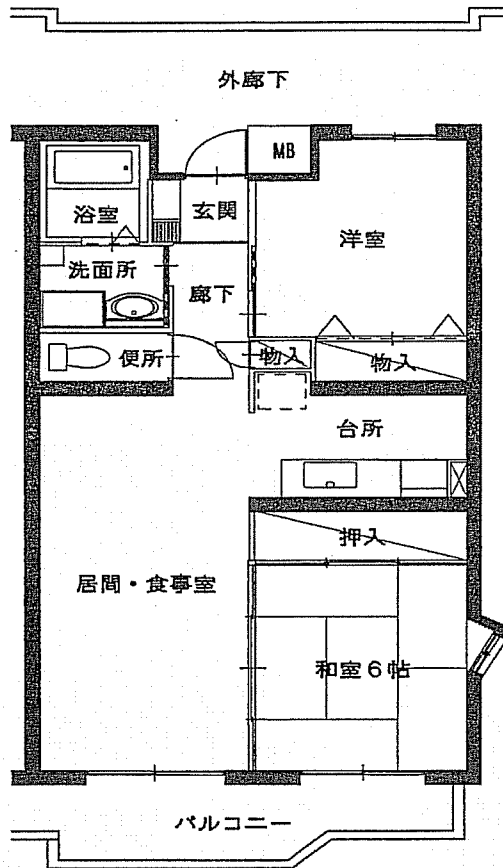 外廊下
MB
浴室
玄関
洋室
洗面所
廊下
便所
物入
物入
台所
押入
居間・食事室
和室6帖
バルコニー